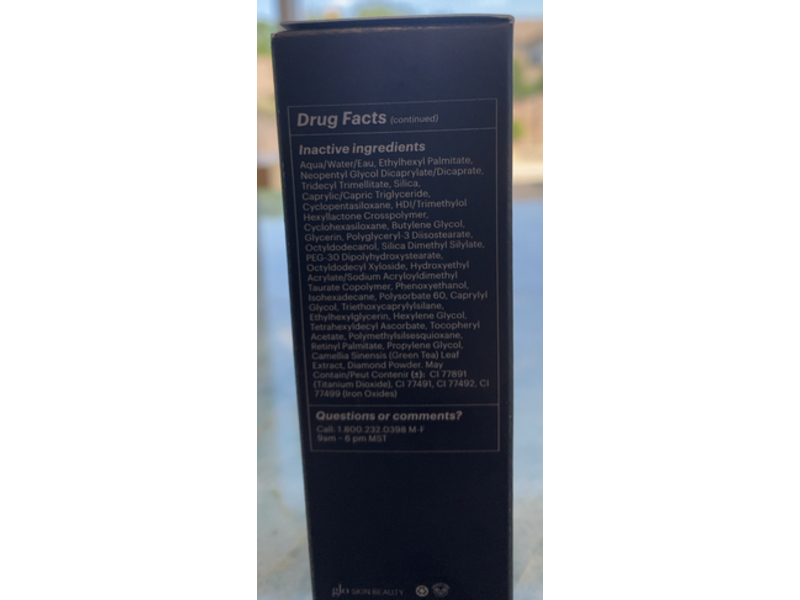 Drug Facts (continued)
Inactive ingredients
Aqua/Water/Eau, Ethylhexyl Palmitate,
Neopentyl Glycol Dicaprylate/Dicaprate,
Tridecyl Trimellitate, Silica,
Caprylic/Capric Triglyceride,
Cyclopentasiloxane, HDI/Trimethylol
Hexyllactone Crosspolymer,
Cyclohexasiloxane, Butylene Glycol,
Glycerin, Polyglyceryl-3 Diisostearate,
Octyldodecanol, Silica Dimethyl Silylate,
PEG-30 Dipolyhydroxystearate,
Octyldodecyl Xyloside, Hydroxyethyl
Acrylate/Sodium Acryloyldimethyl
Taurate Copolymer, Phenoxyethanol,
Isohexadecane, Polysorbate 60, Caprylyl
Glycol, Triethoxycaprylylsilane,
Ethylhexylglycerin, Hexylene Glycol,
Tetrahexyldecyl Ascorbate, Tocopheryl
Acetate, Polymethylsilsesquioxane,
Retinyl Palmitate, Propylene Glycol,
Camellia Sinensis (Green Tea) Leaf
Extract, Diamond Powder. May
Contain/Peut Contenir (±): CI 77891
(Titanium Dioxide), CI 77491, CI 77492, CI
77499 (Iron Oxides)
Questions or comments?
Call: 1.800.232.0398 M-F
9am - 6 pm MST
glo SKIN BEAUTY